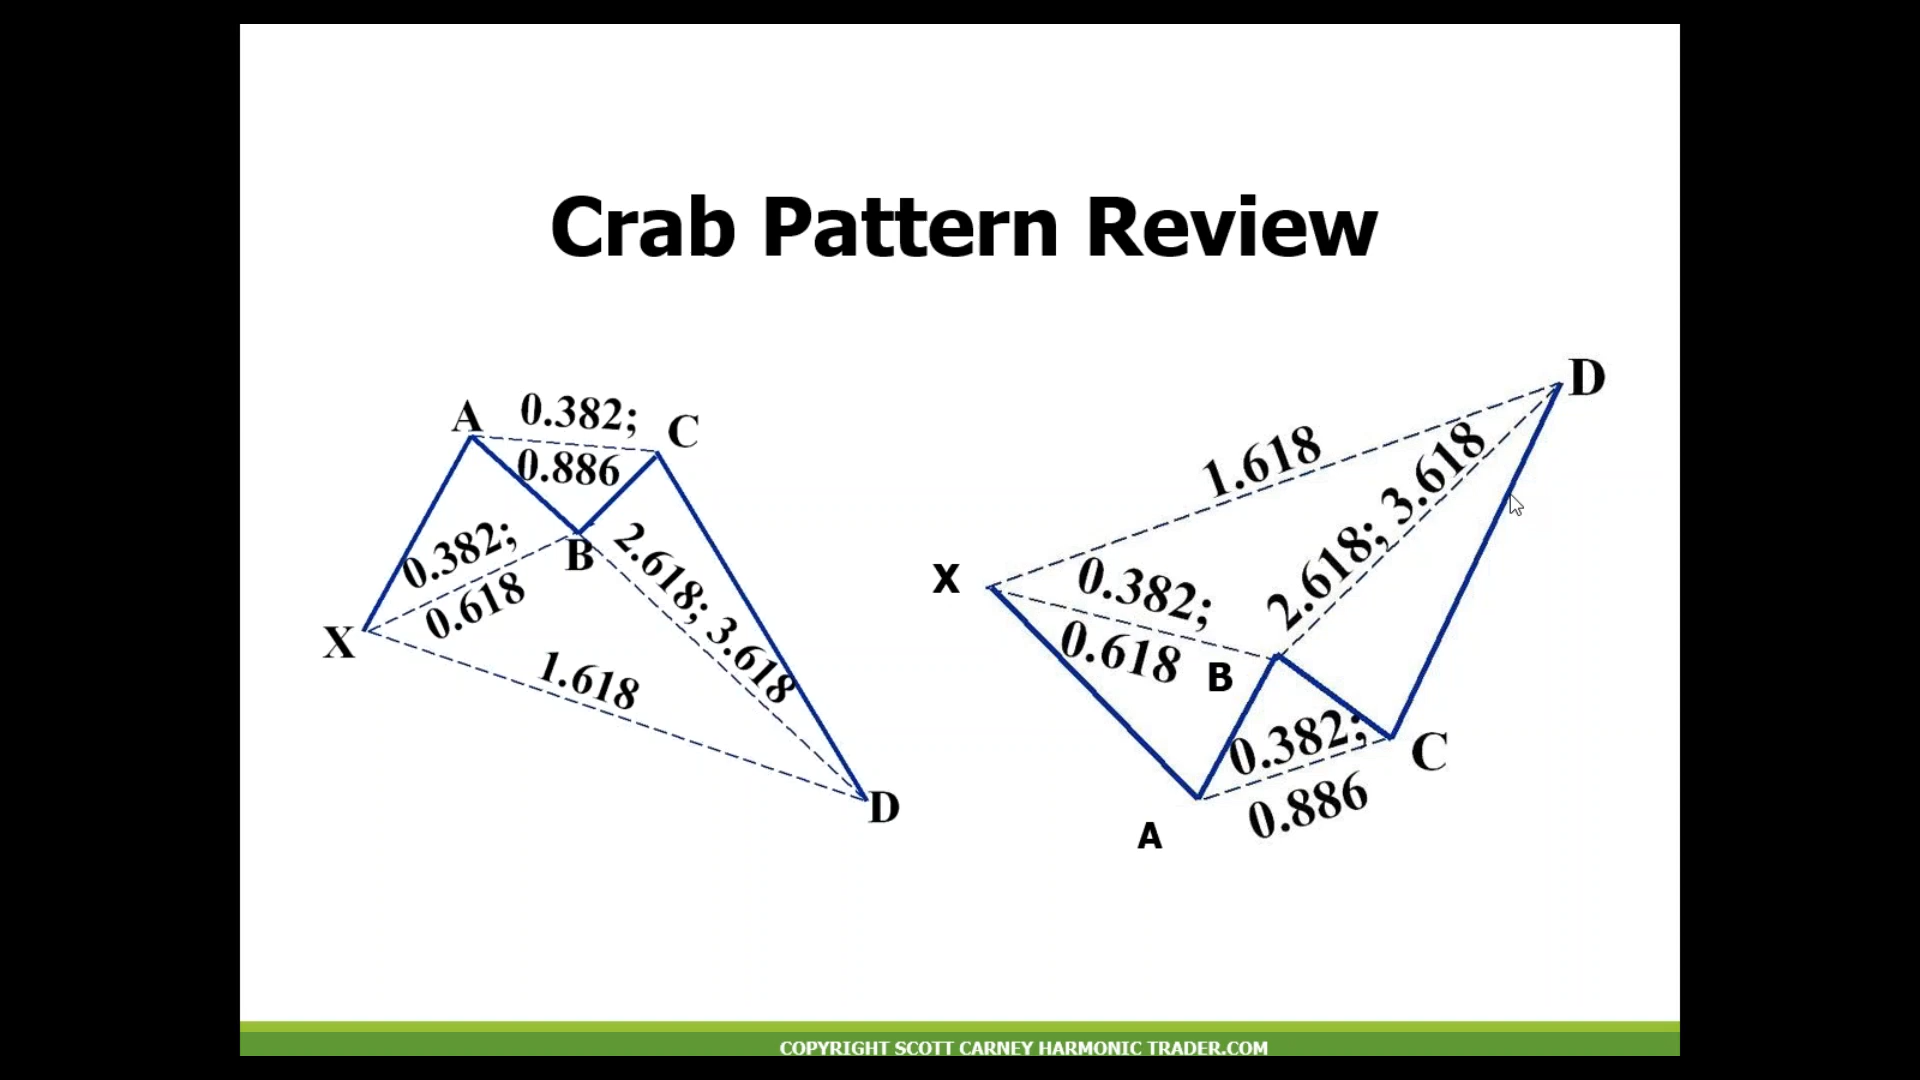 Crab Pattern Review
A
0.382;
C
0.886
0.382;
B
0.618
2.618; 3.618
X
1.618
D
D
1.618
2.618; 3.618
X
0.382;
0.618
B
0.382;
C
0.886
A
COPYRIGHT SCOTT CARNEY HARMONIC TRADER.COM